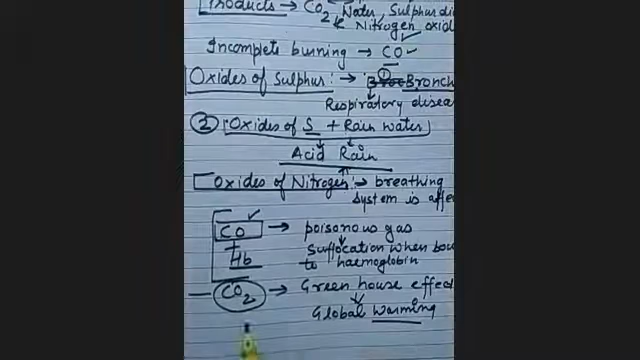 Products → CO2, Water, Sulphur di
Nitrogen oxid
Incomplete burning → CO
Oxides of Sulphur: → ① Bronch
Respiratory disea
② Oxides of S + Rain water
Acid Rain
Oxides of Nitrogen: → breathing
system is affe
CO → poisonous gas
+ Suffocation when bou
Hb to haemoglobin
CO2 → Green house effec
Global Warming